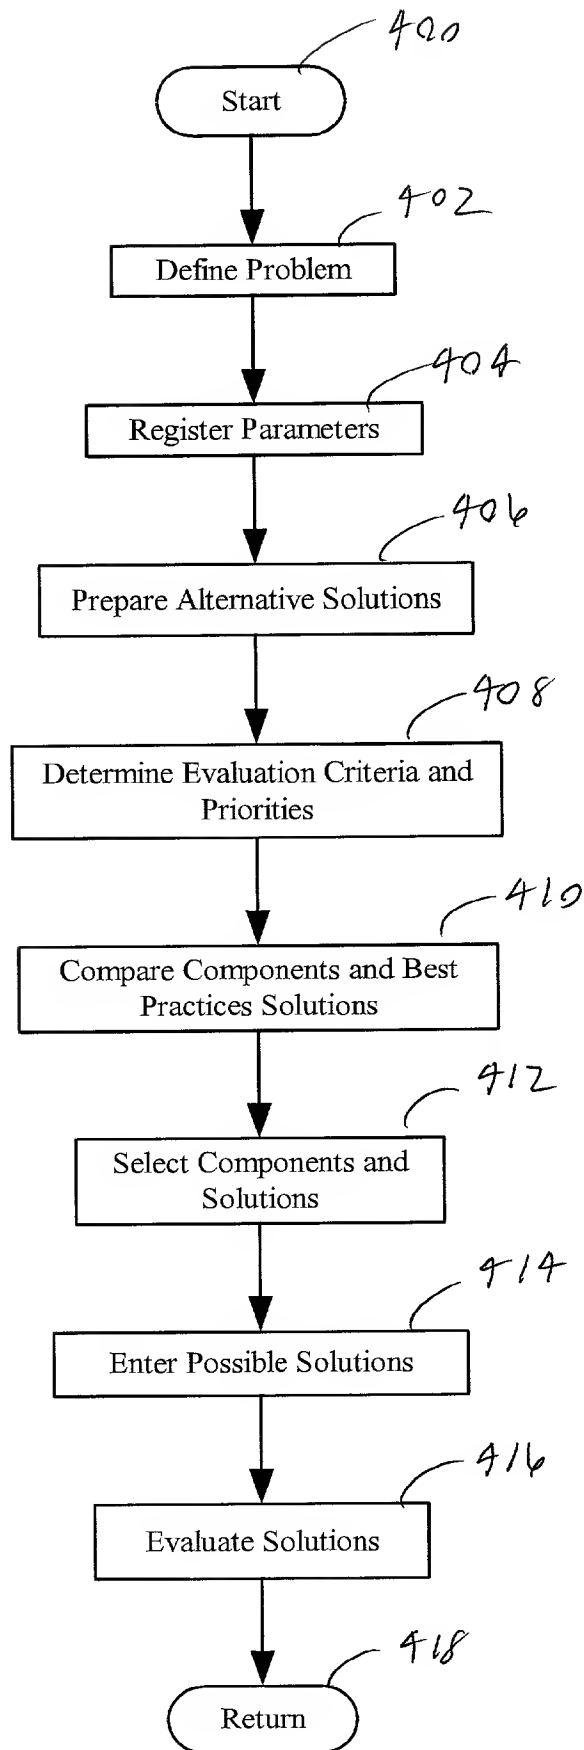 400
Start
402
Define Problem
404
Register Parameters
406
Prepare Alternative Solutions
408
Determine Evaluation Criteria and
Priorities
410
Compare Components and Best
Practices Solutions
412
Select Components and
Solutions
414
Enter Possible Solutions
416
Evaluate Solutions
418
Return